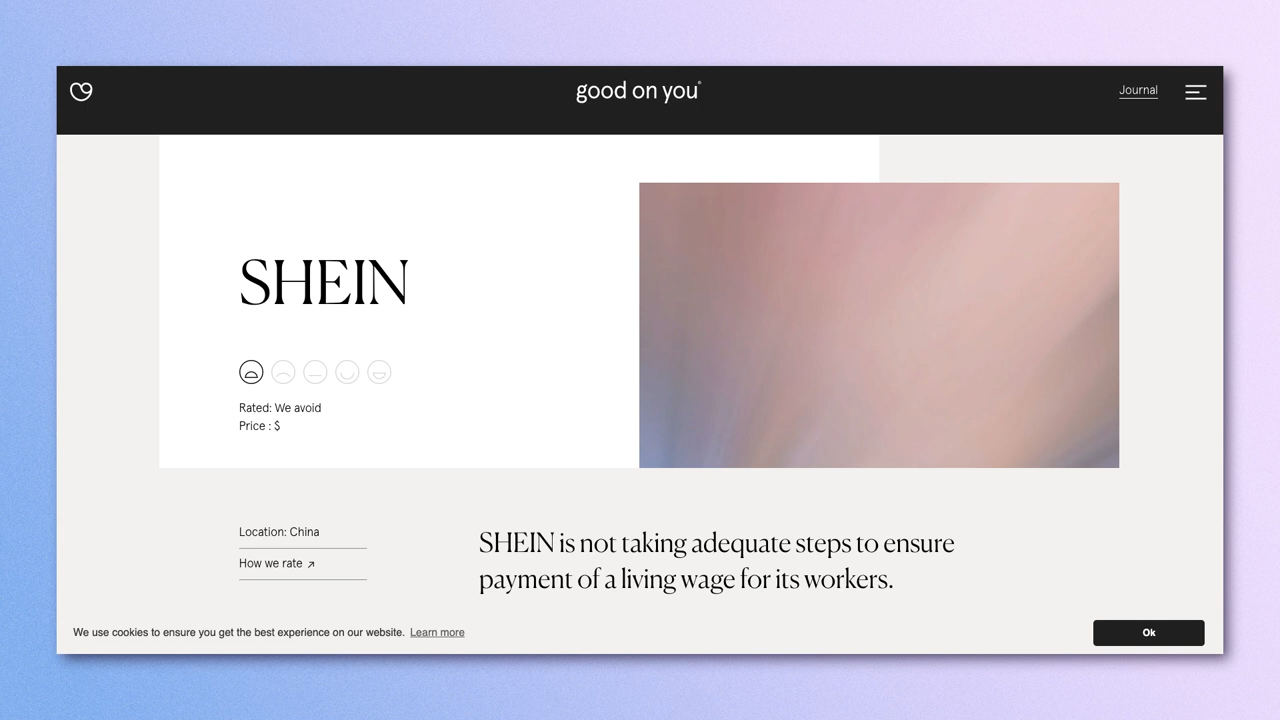 good on you®
Journal
SHEIN
Rated: We avoid
Price : $
Location: China
How we rate ↗
SHEIN is not taking adequate steps to ensure
payment of a living wage for its workers.
We use cookies to ensure you get the best experience on our website. Learn more
Ok